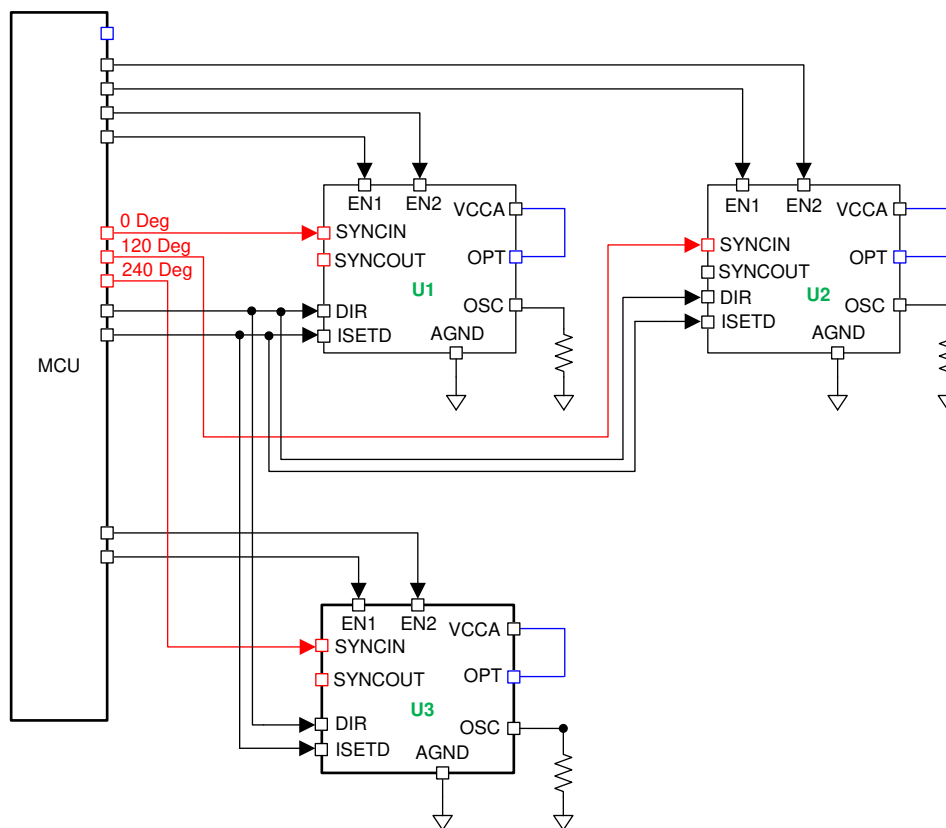 EN1
EN2
VCCA
0 Deg
SYNCIN
120 Deg
SYNCOUT
OPT
240 Deg
U1
OSC
DIR
ISETD
AGND
EN1
EN2
VCCA
SYNCIN
OPT
SYNCOUT
U2
DIR
OSC
ISETD
AGND
MCU
EN1
EN2
VCCA
SYNCIN
OPT
SYNCOUT
U3
DIR
OSC
ISETD
AGND